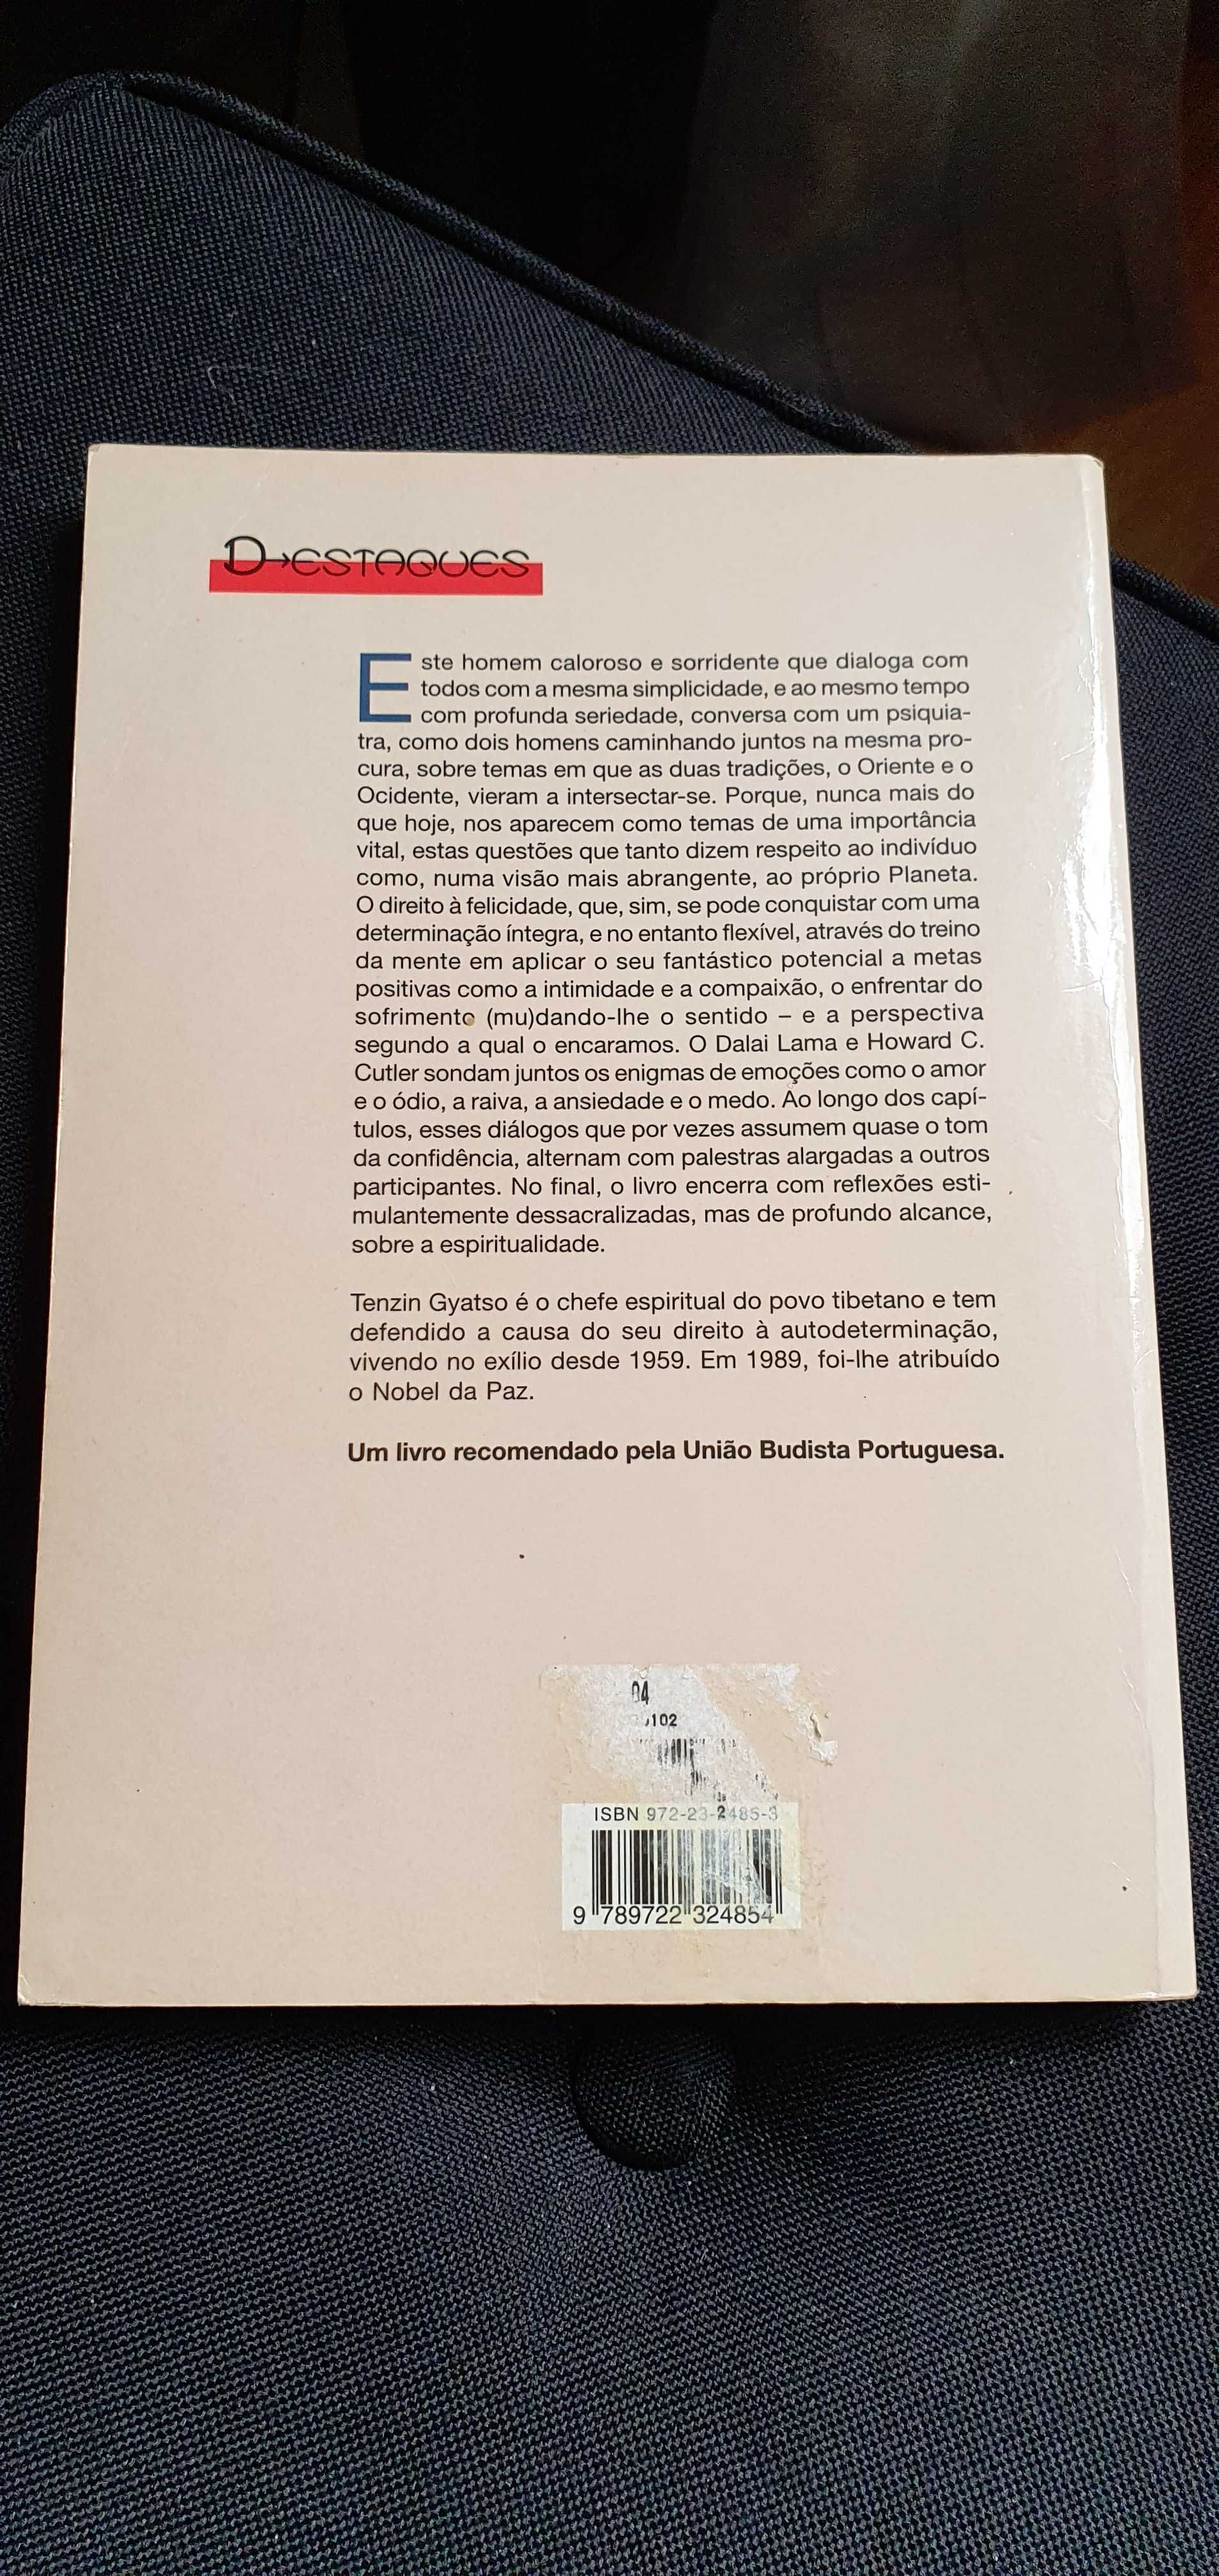 DESTAQUES
Este homem caloroso e sorridente que dialoga com
todos com a mesma simplicidade, e ao mesmo tempo
com profunda seriedade, conversa com um psiquia-
tra, como dois homens caminhando juntos na mesma pro-
cura, sobre temas em que as duas tradições, o Oriente e o
Ocidente, vieram a intersectar-se. Porque, nunca mais do
que hoje, nos aparecem como temas de uma importância
vital, estas questões que tanto dizem respeito ao indivíduo
como, numa visão mais abrangente, ao próprio Planeta.
O direito à felicidade, que, sim, se pode conquistar com uma
determinação íntegra, e no entanto flexível, através do treino
da mente em aplicar o seu fantástico potencial a metas
positivas como a intimidade e a compaixão, o enfrentar do
sofrimento (mu)dando-lhe o sentido – e a perspectiva
segundo a qual o encaramos. O Dalai Lama e Howard C.
Cutler sondam juntos os enigmas de emoções como o amor
e o ódio, a raiva, a ansiedade e o medo. Ao longo dos capí-
tulos, esses diálogos que por vezes assumem quase o tom
da confidência, alternam com palestras alargadas a outros
participantes. No final, o livro encerra com reflexões esti-
mulantemente dessacralizadas, mas de profundo alcance,
sobre a espiritualidade.
Tenzin Gyatso é o chefe espiritual do povo tibetano e tem
defendido a causa do seu direito à autodeterminação,
vivendo no exílio desde 1959. Em 1989, foi-lhe atribuído
o Nobel da Paz.
Um livro recomendado pela União Budista Portuguesa.
04
102
ISBN 972-23-2485-3
9 789722 324854